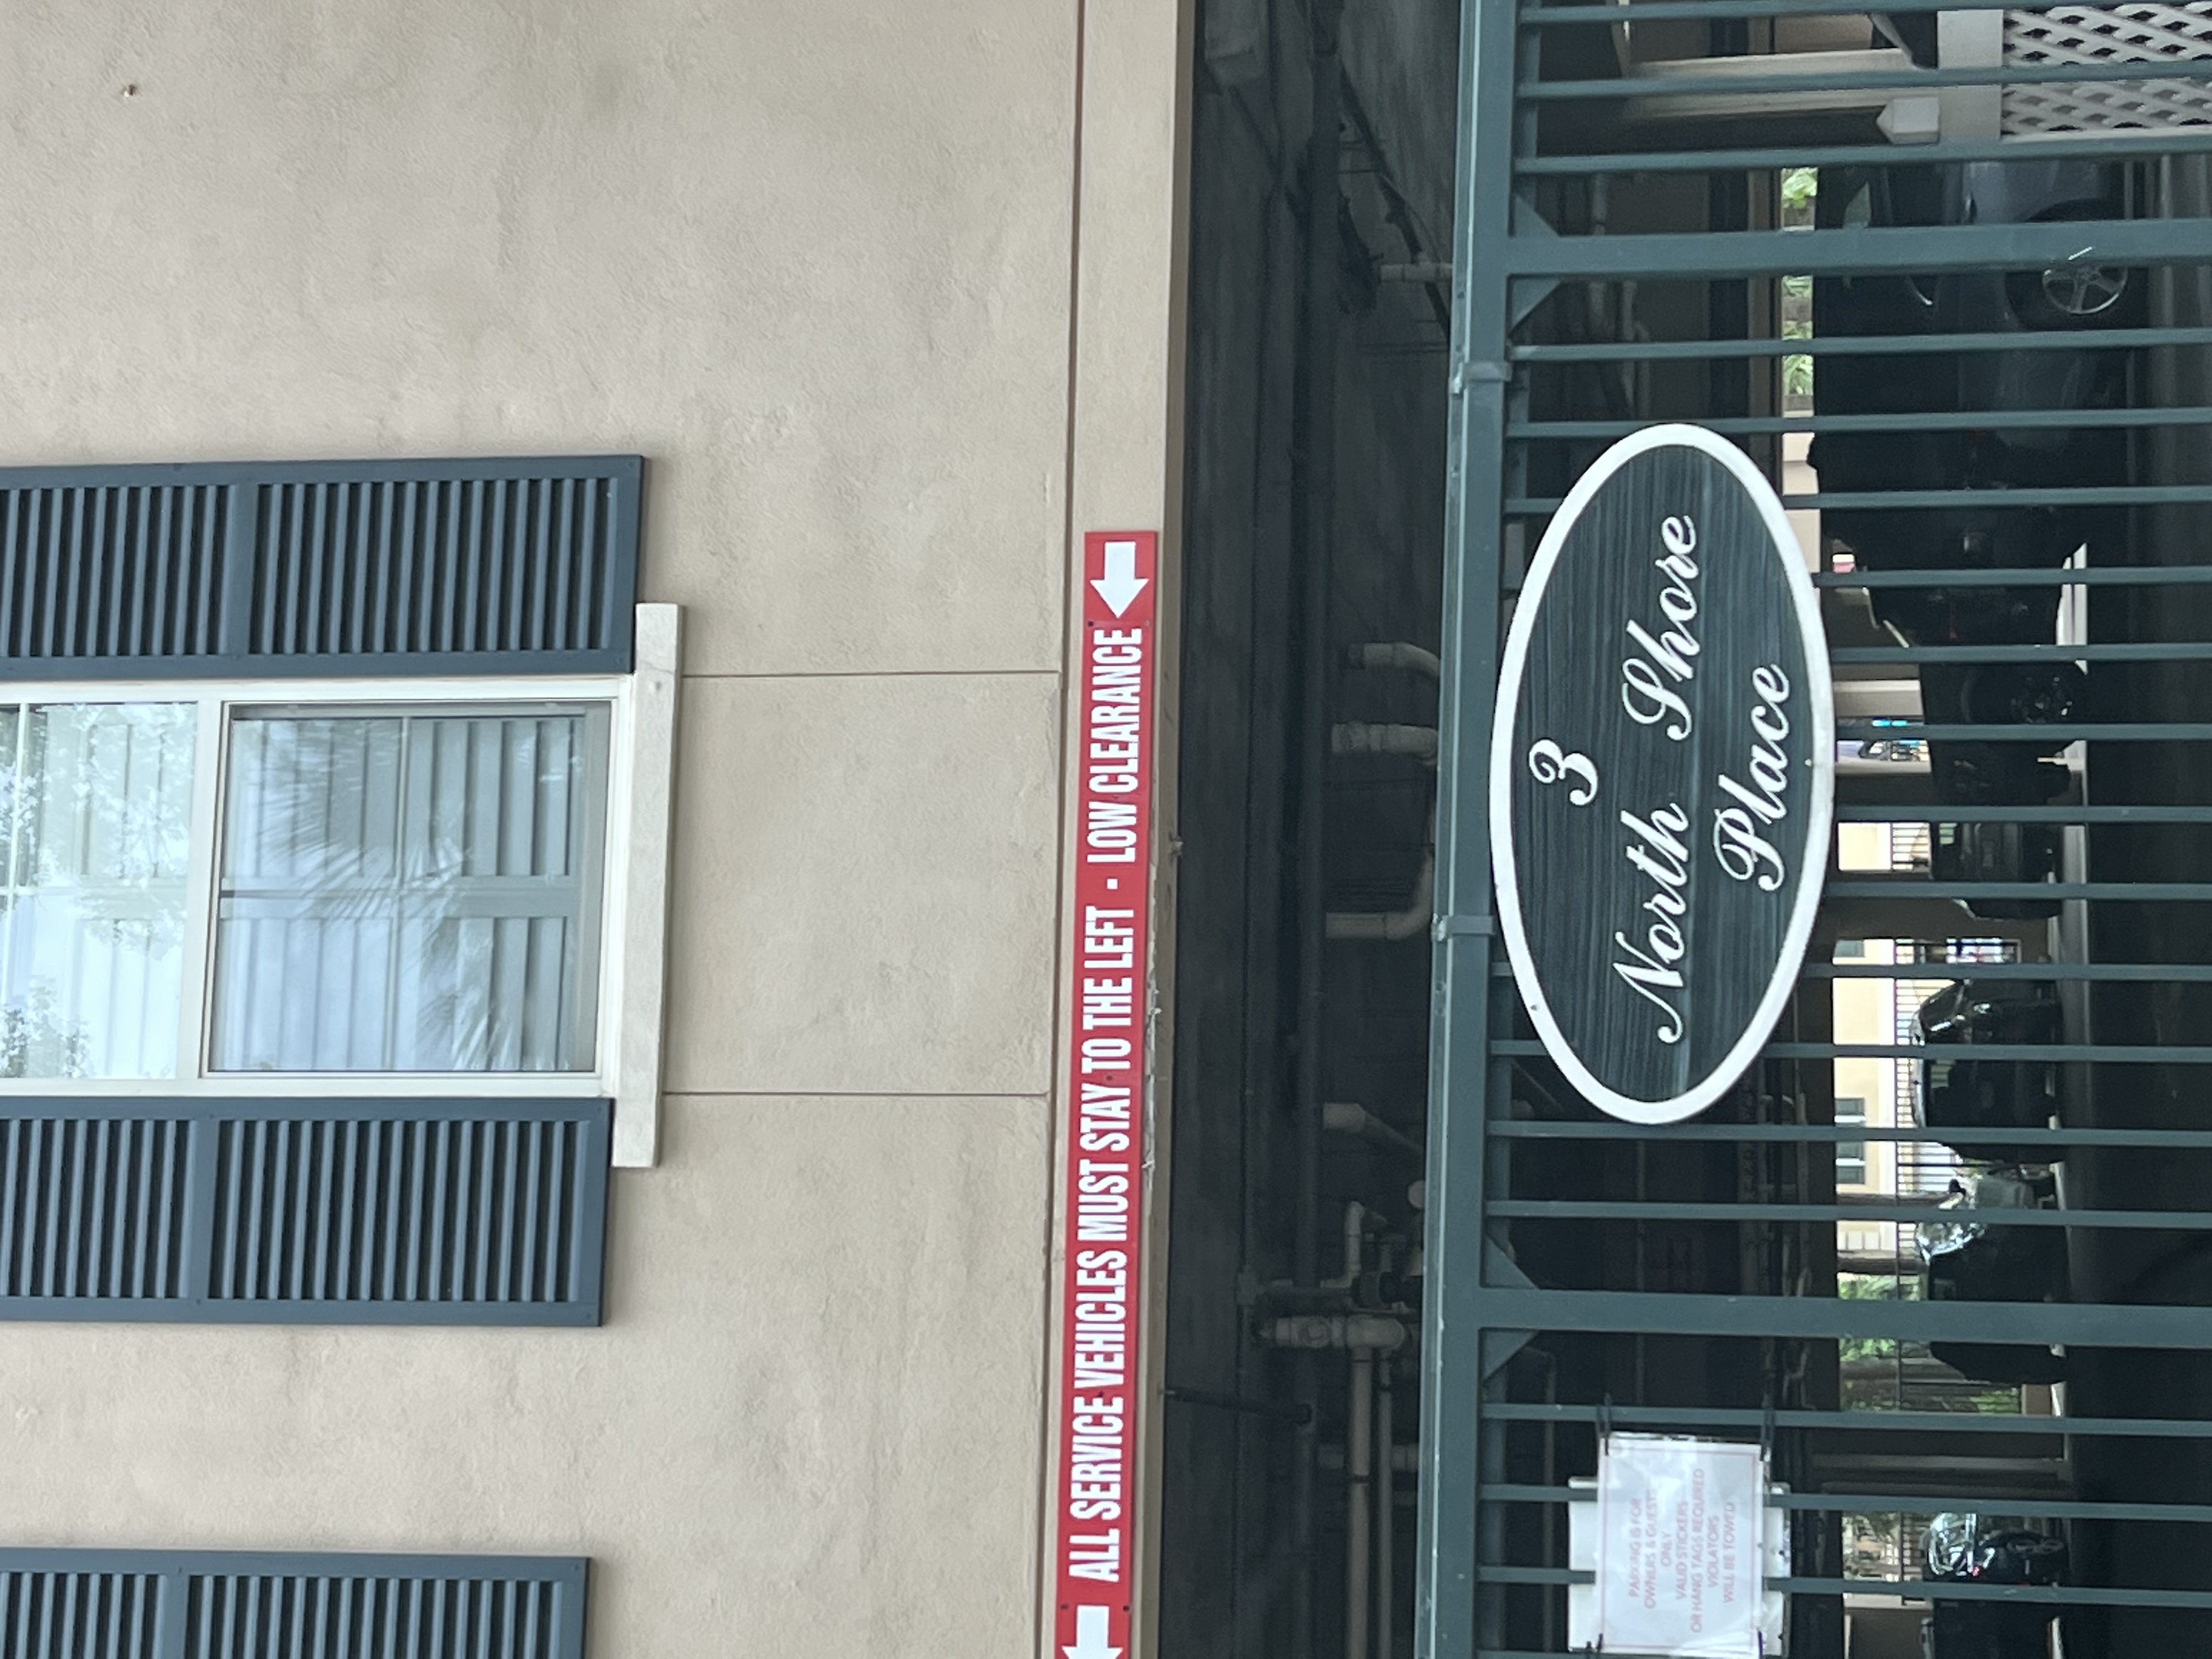 ALL SERVICE VEHICLES MUST STAY TO THE LEFT - LOW CLEARANCE
3
North Shore
Place
PARKING IS FOR
OWNERS & GUESTS
ONLY
VALID STICKERS
OR HANG TAGS REQUIRED
VIOLATORS
WILL BE TOWED